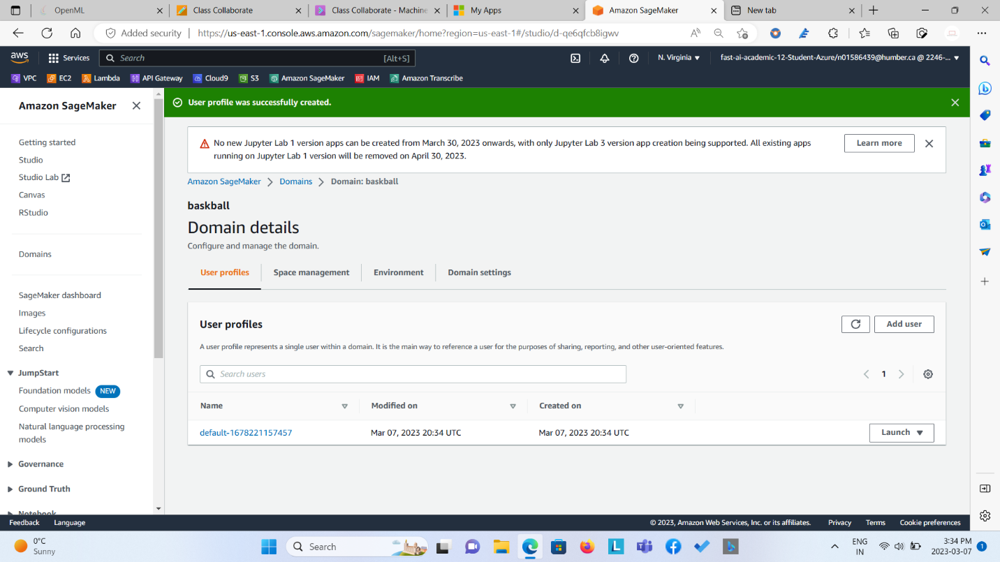 OpenML
Class Collaborate
Class Collaborate - Machine
My Apps
Amazon SageMaker
New tab
Added security
https://us-east-1.console.aws.amazon.com/sagemaker/home?region=us-east-1#/studio/d-qe6qfcb8igwv
aws
Services
Search
[Alt+S]
N. Virginia
fast-ai-academic-12-Student-Azure/n01586439@humber.ca @ 2246-...
VPC
EC2
Lambda
API Gateway
Cloud9
S3
Amazon SageMaker
IAM
Amazon Transcribe
Amazon SageMaker
Getting started
Studio
Studio Lab
Canvas
RStudio
Domains
SageMaker dashboard
Images
Lifecycle configurations
Search
JumpStart
Foundation models NEW
Computer vision models
Natural language processing
models
Governance
Ground Truth
Notebook
User profile was successfully created.
No new Jupyter Lab 1 version apps can be created from March 30, 2023 onwards, with only Jupyter Lab 3 version app creation being supported. All existing apps
running on Jupyter Lab 1 version will be removed on April 30, 2023.
Learn more
Amazon SageMaker
Domains
Domain: baskball
baskball
Domain details
Configure and manage the domain.
User profiles
Space management
Environment
Domain settings
User profiles
Add user
A user profile represents a single user within a domain. It is the main way to reference a user for the purposes of sharing, reporting, and other user-oriented features.
Search users
1
Name
Modified on
Created on
default-1678221157457
Mar 07, 2023 20:34 UTC
Mar 07, 2023 20:34 UTC
Launch
Feedback
Language
© 2023, Amazon Web Services, Inc. or its affiliates.
Privacy
Terms
Cookie preferences
0°C
Sunny
Search
ENG
IN
3:34 PM
2023-03-07
1